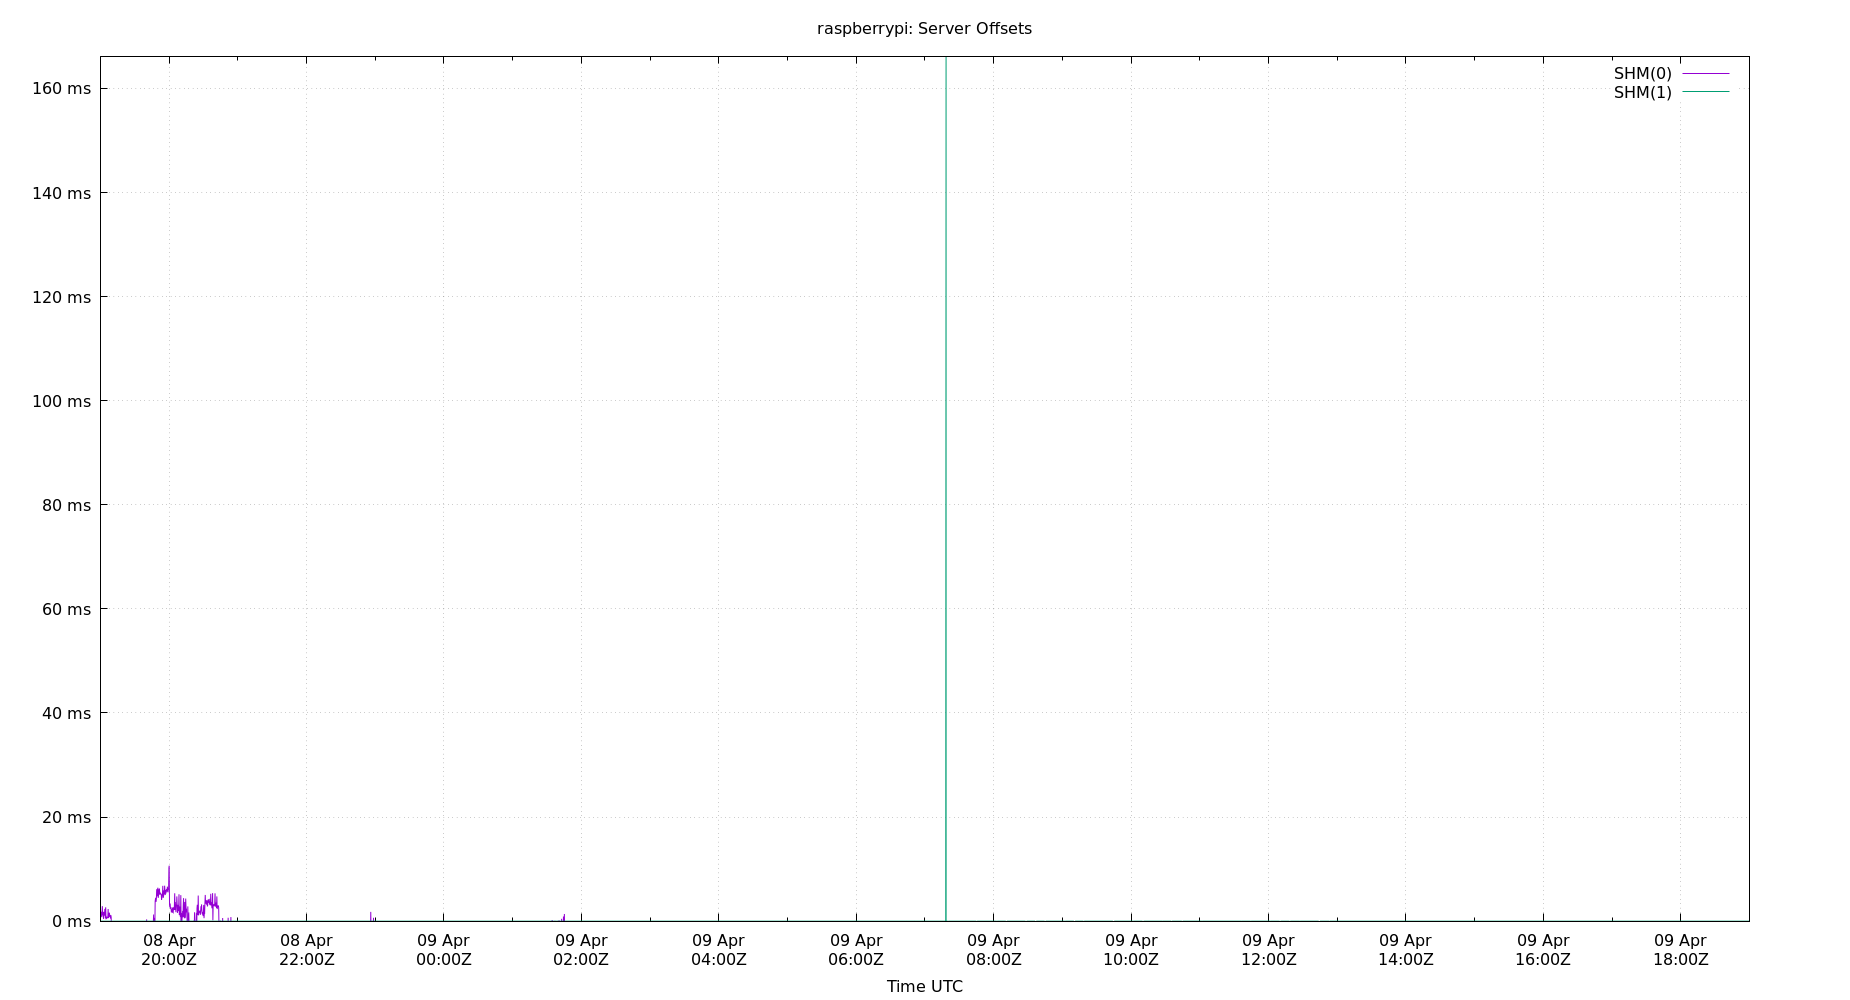 raspberrypi: Server Offsets
SHM(0)
SHM(1)
160 ms
140 ms
120 ms
100 ms
80 ms
60 ms
40 ms
20 ms
0 ms
08 Apr 08 Apr 09 Apr 09 Apr 09 Apr 09 Apr 09 Apr 09 Apr 09 Apr 09 Apr 09 Apr 09 Apr
20:00Z 22:00Z 00:00Z 02:00Z 04:00Z 06:00Z 08:00Z 10:00Z 12:00Z 14:00Z 16:00Z 18:00Z
Time UTC